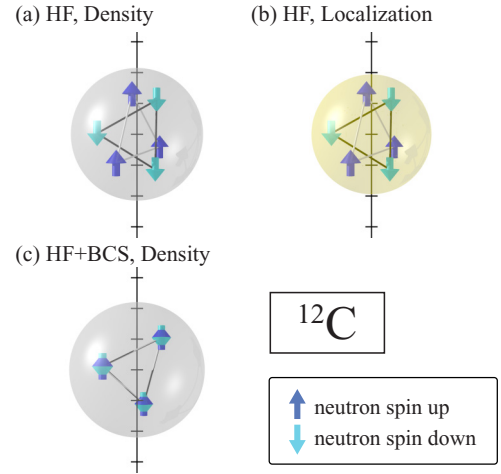 (a) HF, Density
(b) HF, Localization
(c) HF+BCS, Density
¹²C
neutron spin up
neutron spin down